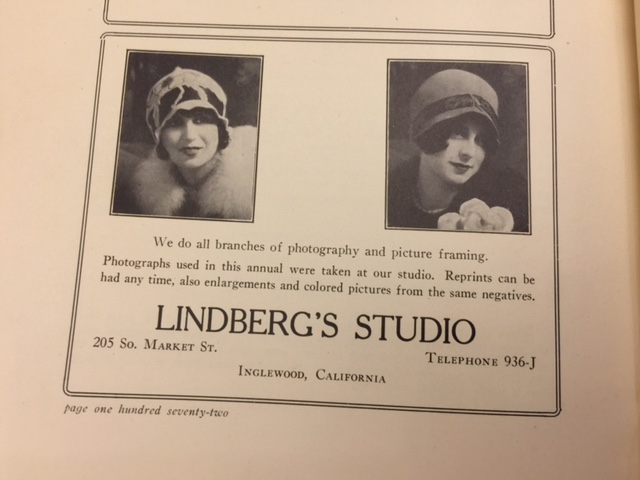 We do all branches of photography and picture framing.
Photographs used in this annual were taken at our studio. Reprints can be
had any time, also enlargements and colored pictures from the same negatives.
LINDBERG'S STUDIO
205 So. Market St.
Telephone 936-J
Inglewood, California
page one hundred seventy-two